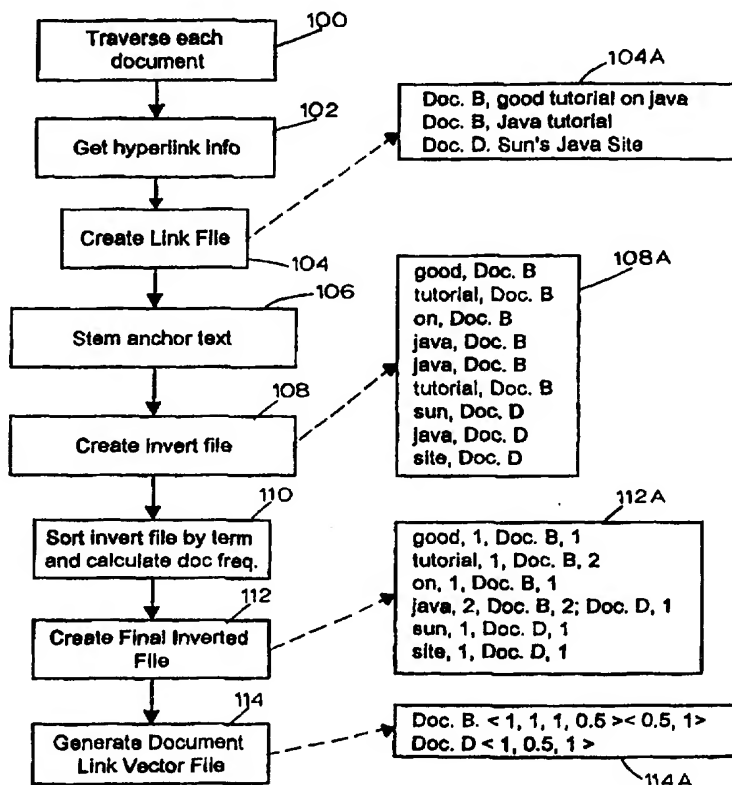 100
Traverse each
document
102
Get hyperlink info
Create Link File
104
106
Stem anchor text
108
Create invert file
110
Sort invert file by term
and calculate doc freq.
112
Create Final Inverted
File
114
Generate Document
Link Vector File
104A
Doc. B, good tutorial on java
Doc. B, Java tutorial
Doc. D. Sun's Java Site
108A
good, Doc. B
tutorial, Doc. B
on, Doc. B
java, Doc. B
java, Doc. B
tutorial, Doc. B
sun, Doc. D
java, Doc. D
site, Doc. D
112A
good, 1, Doc. B, 1
tutorial, 1, Doc. B, 2
on, 1, Doc. B, 1
java, 2, Doc. B, 2; Doc. D, 1
sun, 1, Doc. D, 1
site, 1, Doc. D, 1
Doc. B. < 1, 1, 1, 0.5 >< 0.5, 1>
Doc. D < 1, 0.5, 1 >
114A